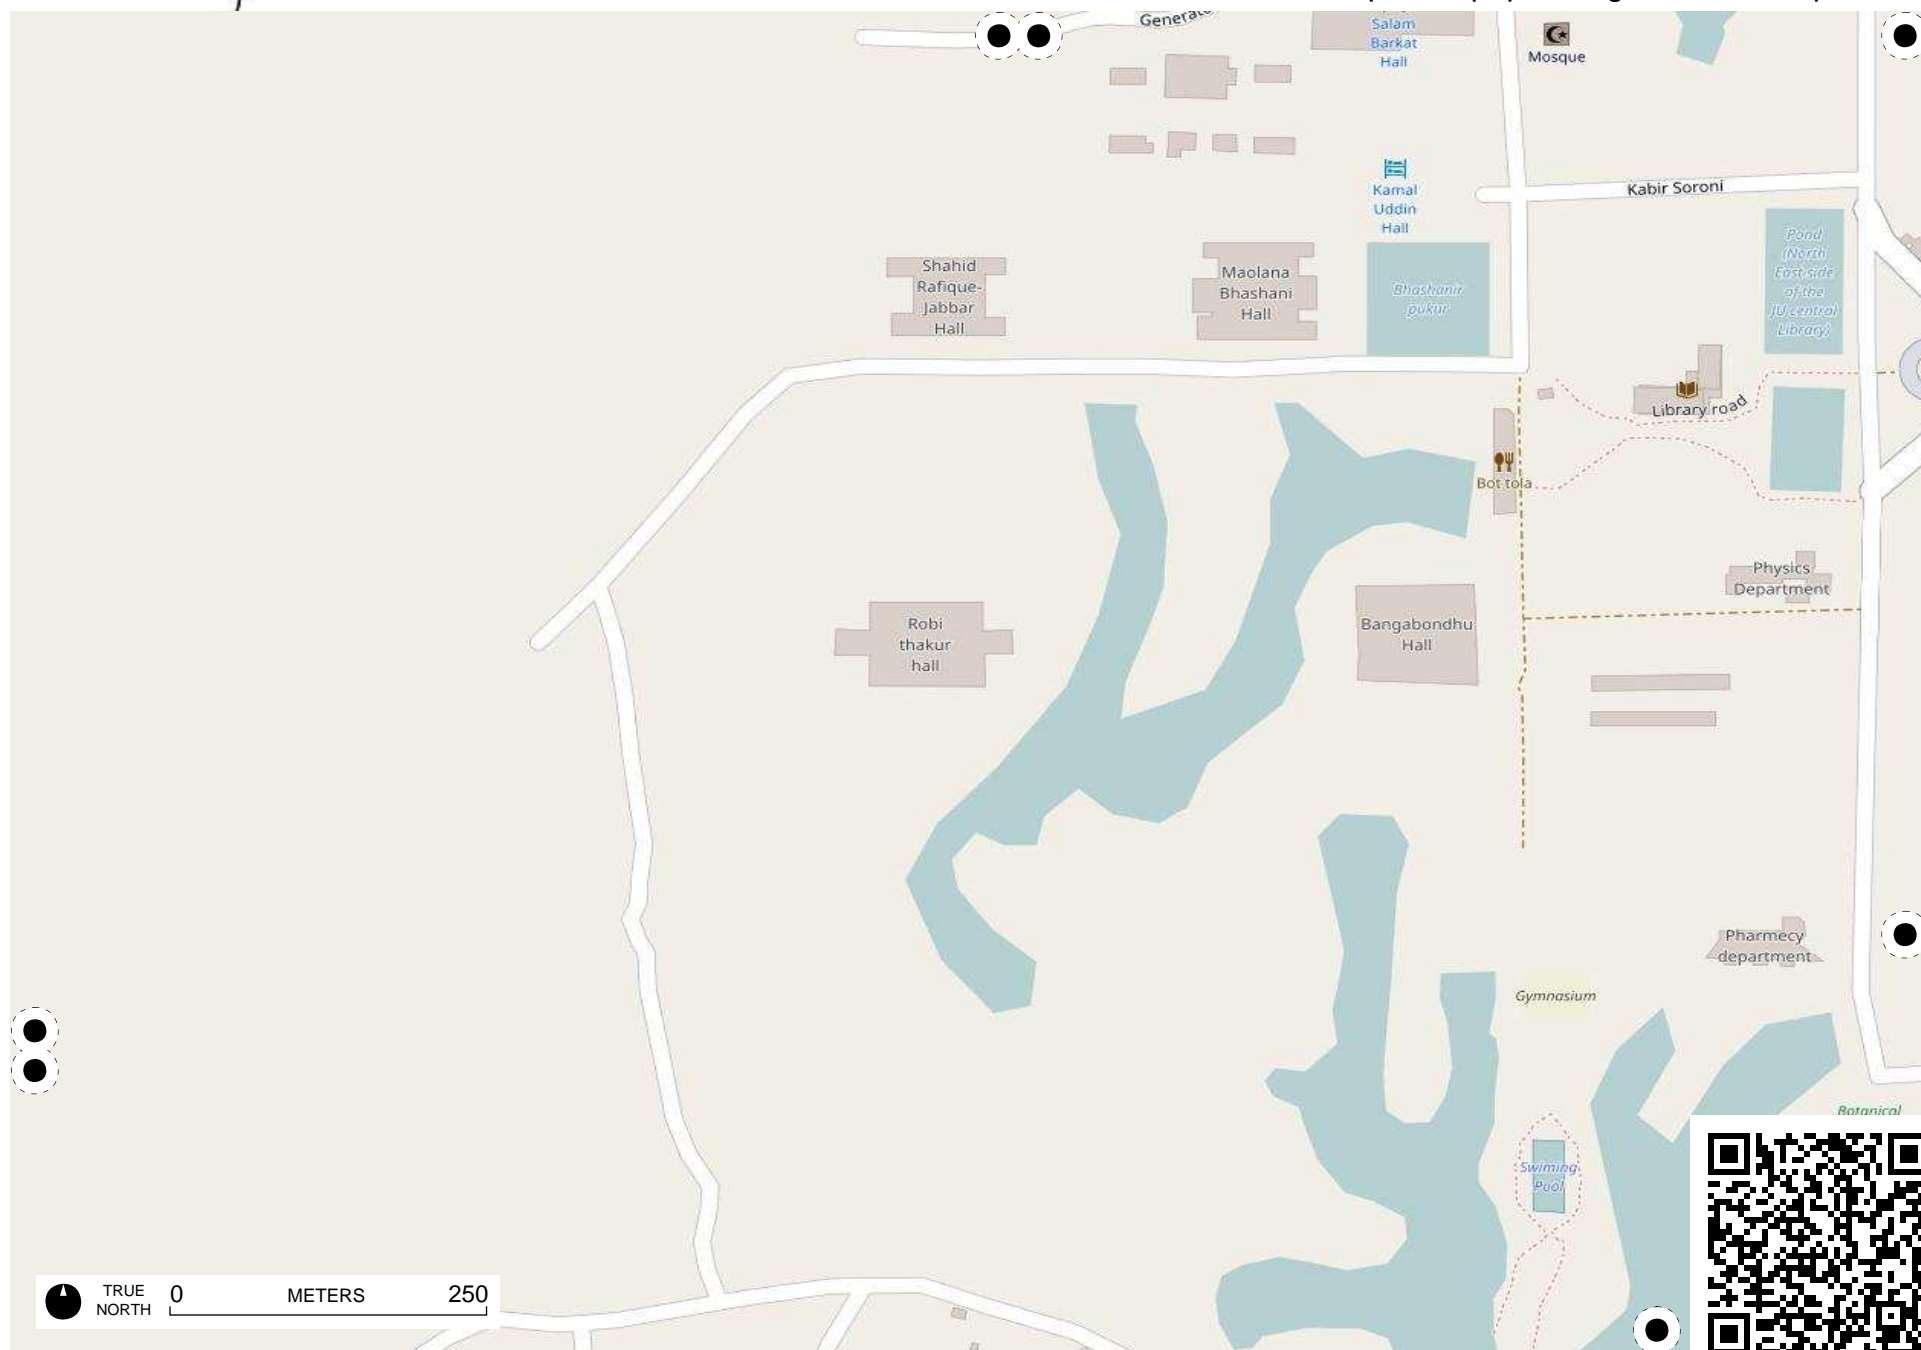 Salam
Barkat
Hall
Mosque
Kamal
Uddin
Hall
Kabir Soroni
Pond
(North
East side
of the
JU central
Library)
Shahid
Rafique-
Jabbar
Hall
Maolana
Bhashani
Hall
Bhashanir
pukur
Library road
Bot tola
Physics
Department
Robi
thakur
hall
Bangabondhu
Hall
Pharmecy
department
Gymnasium
Botanical
Swiming
Pool
TRUE
NORTH
0 METERS 250